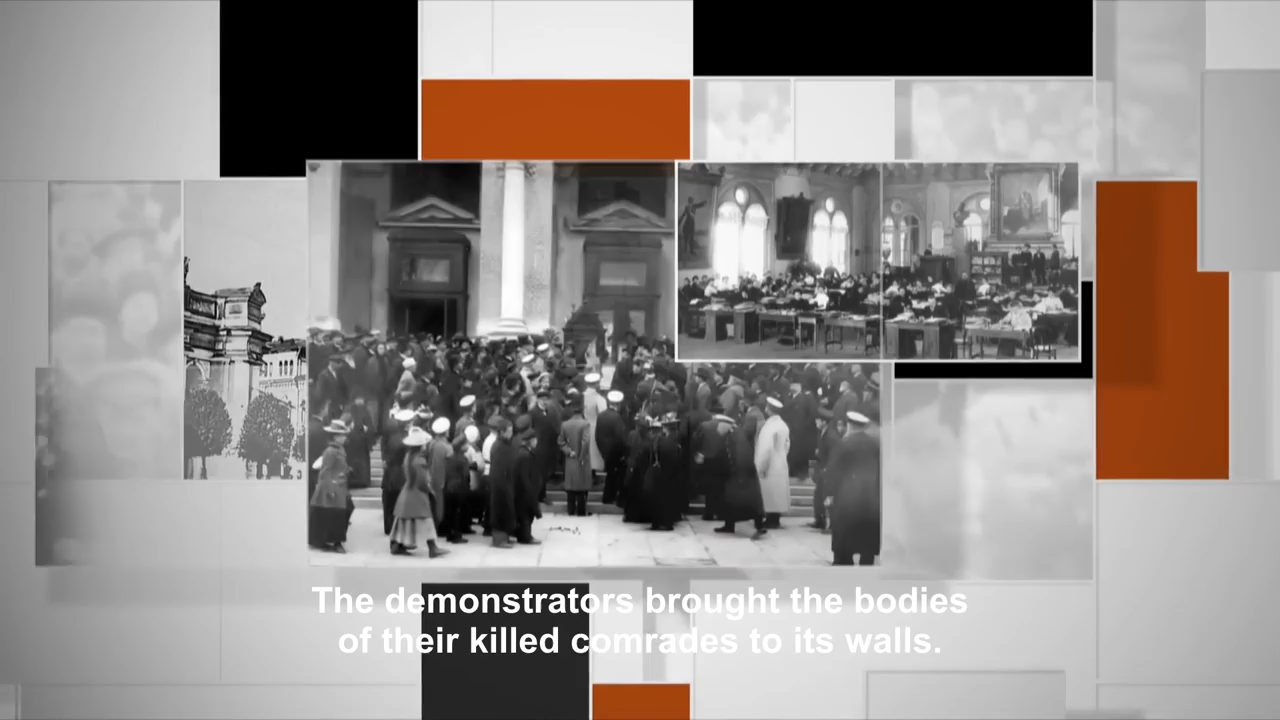 The demonstrators brought the bodies
of their killed comrades to its walls.